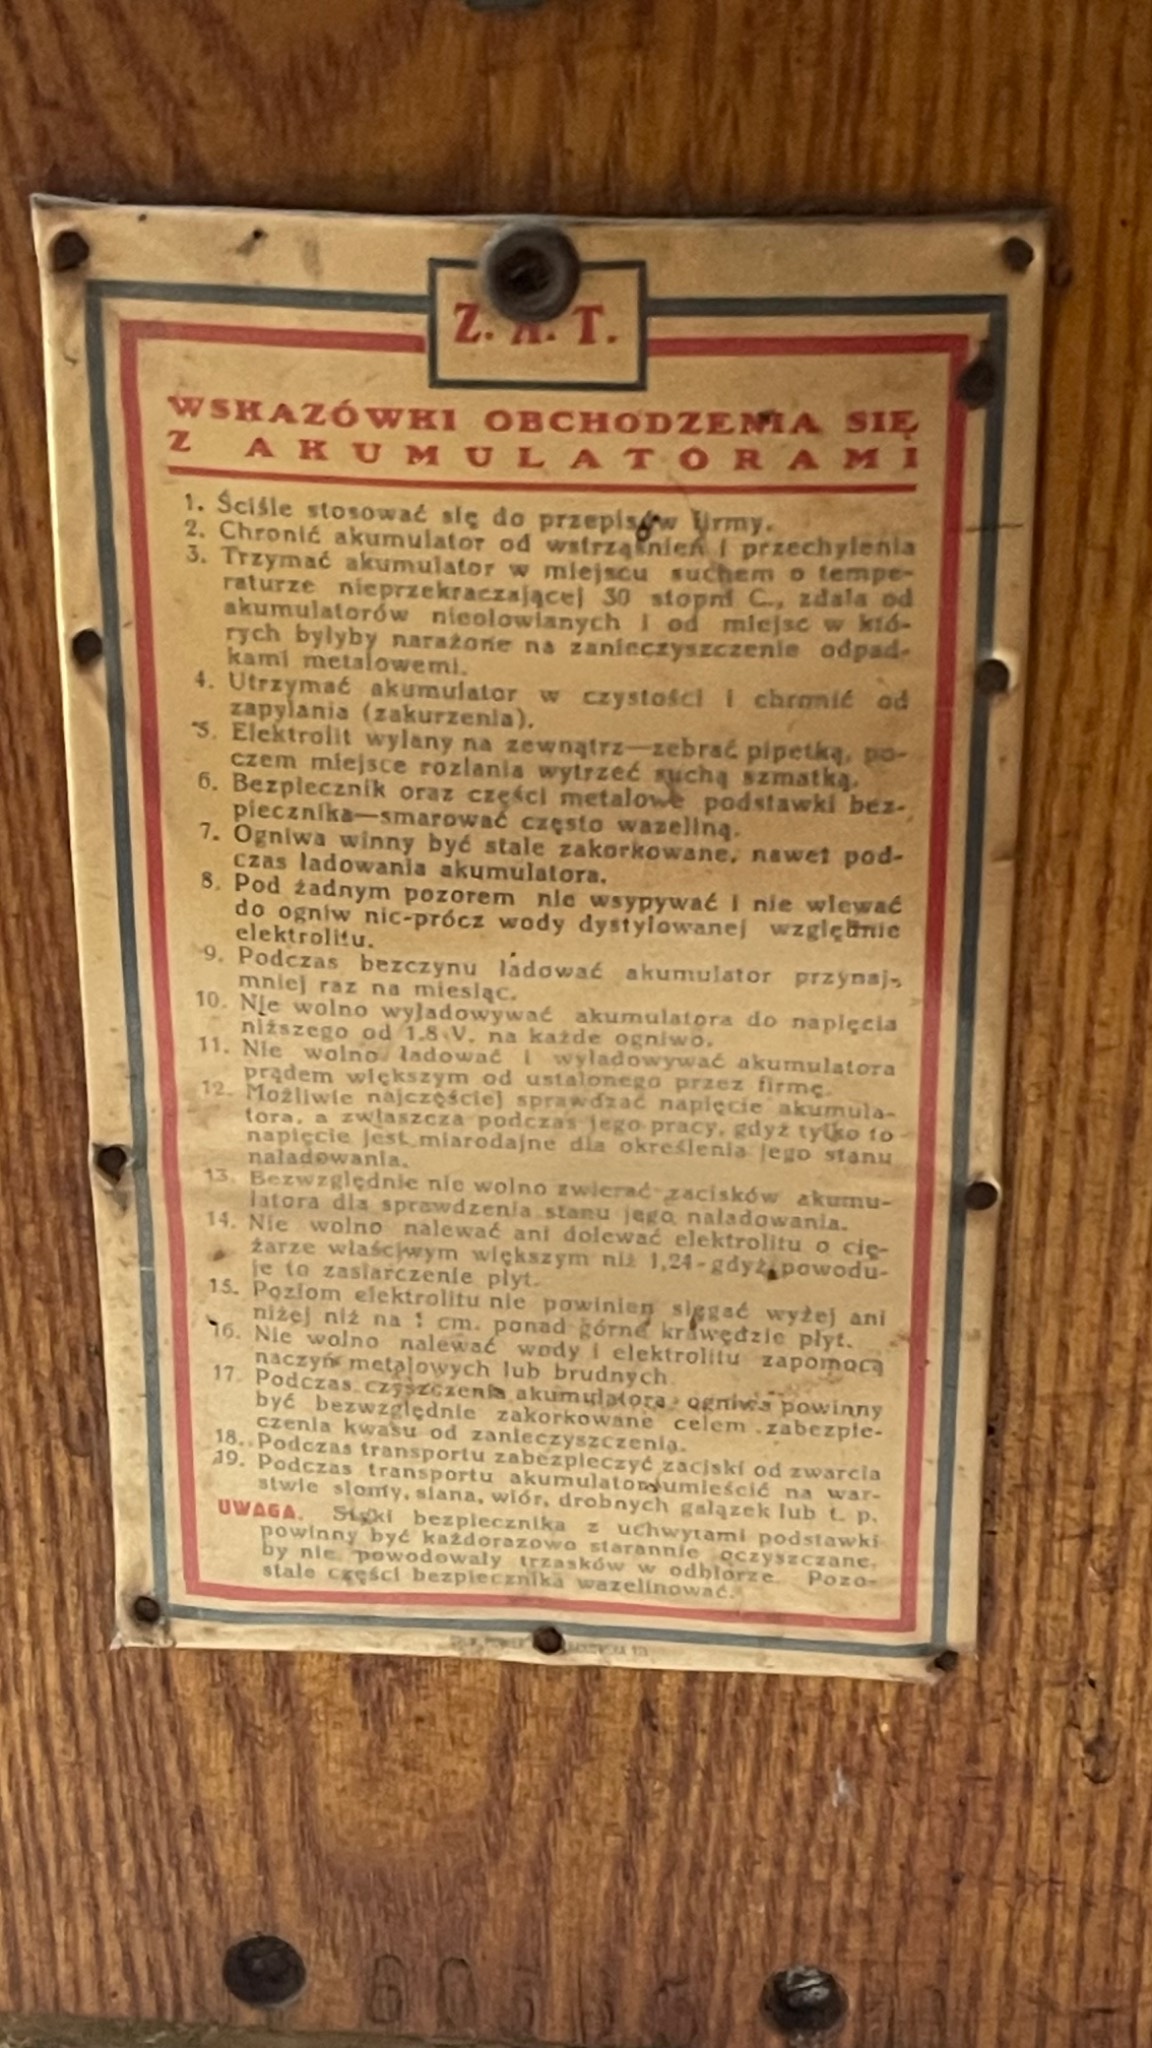 Z. A. T.
WSKAZÓWKI OBCHODZENIA SIĘ
Z AKUMULATORAMI
1. Ściśle stosować się do przepisów firmy.
2. Chronić akumulator od wstrząśnień i przechylenia
3. Trzymać akumulator w miejscu suchem o tempe-
raturze nieprzekraczającej 30 stopni C., zdala od
akumulatorów nieołowianych i od miejsc w któ-
rych byłyby narażone na zanieczyszczenie odpad-
kami metalowemi.
4. Utrzymać akumulator w czystości i chronić od
zapylania (zakurzenia).
5. Elektrolit wylany na zewnątrz—zebrać pipetką, po-
czem miejsce rozlania wytrzeć suchą szmatką.
6. Bezpiecznik oraz części metalowe podstawki bez-
piecznika—smarować często wazeliną.
7. Ogniwa winny być stale zakorkowane, nawet pod-
czas ładowania akumulatora.
8. Pod żadnym pozorem nie wsypywać i nie wlewać
do ogniw nic-prócz wody dystylowanej względnie
elektrolitu.
9. Podczas bezczynu ładować akumulator przynaj-
mniej raz na miesiąc.
10. Nie wolno wyładowywać akumulatora do napięcia
niższego od 1.8 V. na każde ogniwo.
11. Nie wolno ładować i wyładowywać akumulatora
prądem większym od ustalonego przez firmę.
12. Możliwie najczęściej sprawdzać napięcie akumula-
tora, a zwłaszcza podczas jego pracy, gdyż tylko to
napięcie jest miarodajne dla określenia jego stanu
naładowania.
13. Bezwzględnie nie wolno zwierać zacisków akumu-
latora dla sprawdzenia stanu jego naładowania.
14. Nie wolno nalewać ani dolewać elektrolitu o cię-
żarze właściwym większym niż 1,24-gdyż powodu-
je to zasiarczenie płyt.
15. Poziom elektrolitu nie powinien sięgać wyżej ani
niżej niż na 1 cm. ponad górne krawędzie płyt.
16. Nie wolno nalewać wody i elektrolitu zapomocą
naczyń metalowych lub brudnych.
17. Podczas czyszczenia akumulatora ogniwa powinny
być bezwzględnie zakorkowane celem zabezpie-
czenia kwasu od zanieczyszczenia.
18. Podczas transportu zabezpieczyć zaciski od zwarcia
19. Podczas transportu akumulator umieścić na war-
stwie słomy, siana, wiór, drobnych gałązek lub t. p.
UWAGA. Styki bezpiecznika z uchwytami podstawki
powinny być każdorazowo starannie oczyszczane,
by nie powodowały trzasków w odbiorze. Pozo-
stałe części bezpiecznika wazelinować.